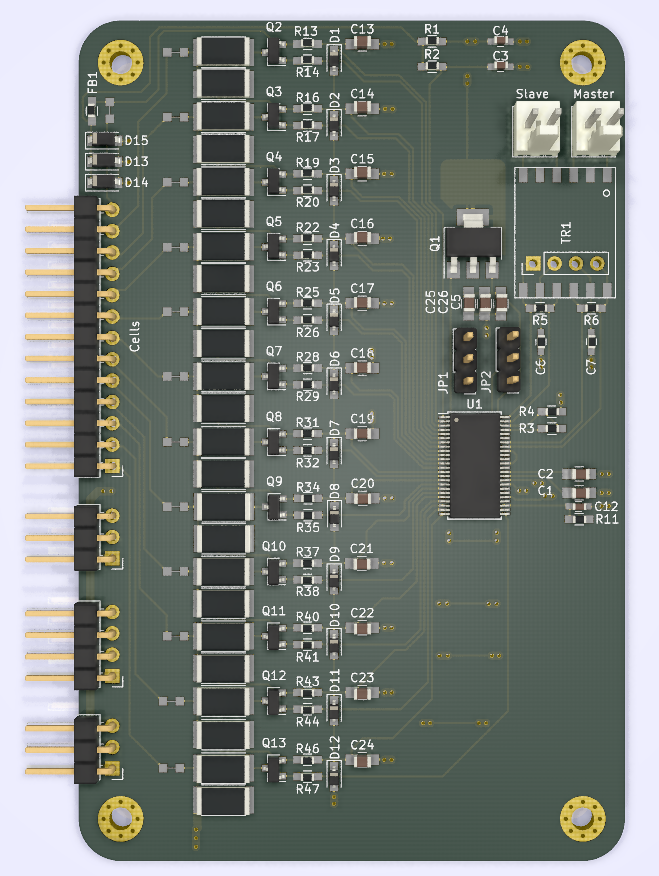 Q2 R13 D1 C13 R1 C4
R14 R2 C3
FB1 Q3 R16 D2 C14 Slave Master
R17
D15
D13 Q4 R19 D3 C15
D14 R20
Q5 R22 D4 C16 Q1 TR1
R23
Q6 R25 D5 C17 C25 C26 C5
R26 R5 R6
Cells
Q7 R28 D6 C18 C6 C7
R29 JP1 JP2
U1
Q8 R31 D7 C19 R4
R32 R3
C2
Q9 R34 D8 C20 C1
R35 C12
R11
Q10 R37 D9 C21
R38
Q11 R40 D10 C22
R41
Q12 R43 D11 C23
R44
Q13 R46 D12 C24
R47